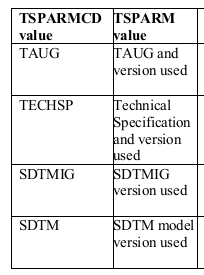 TSPARMCD TSPARM
value value
TAUG TAUG and
version used
TECHSP Technical
Specification
and version
used
SDTMIG SDTMIG
version used
SDTM SDTM model
version used